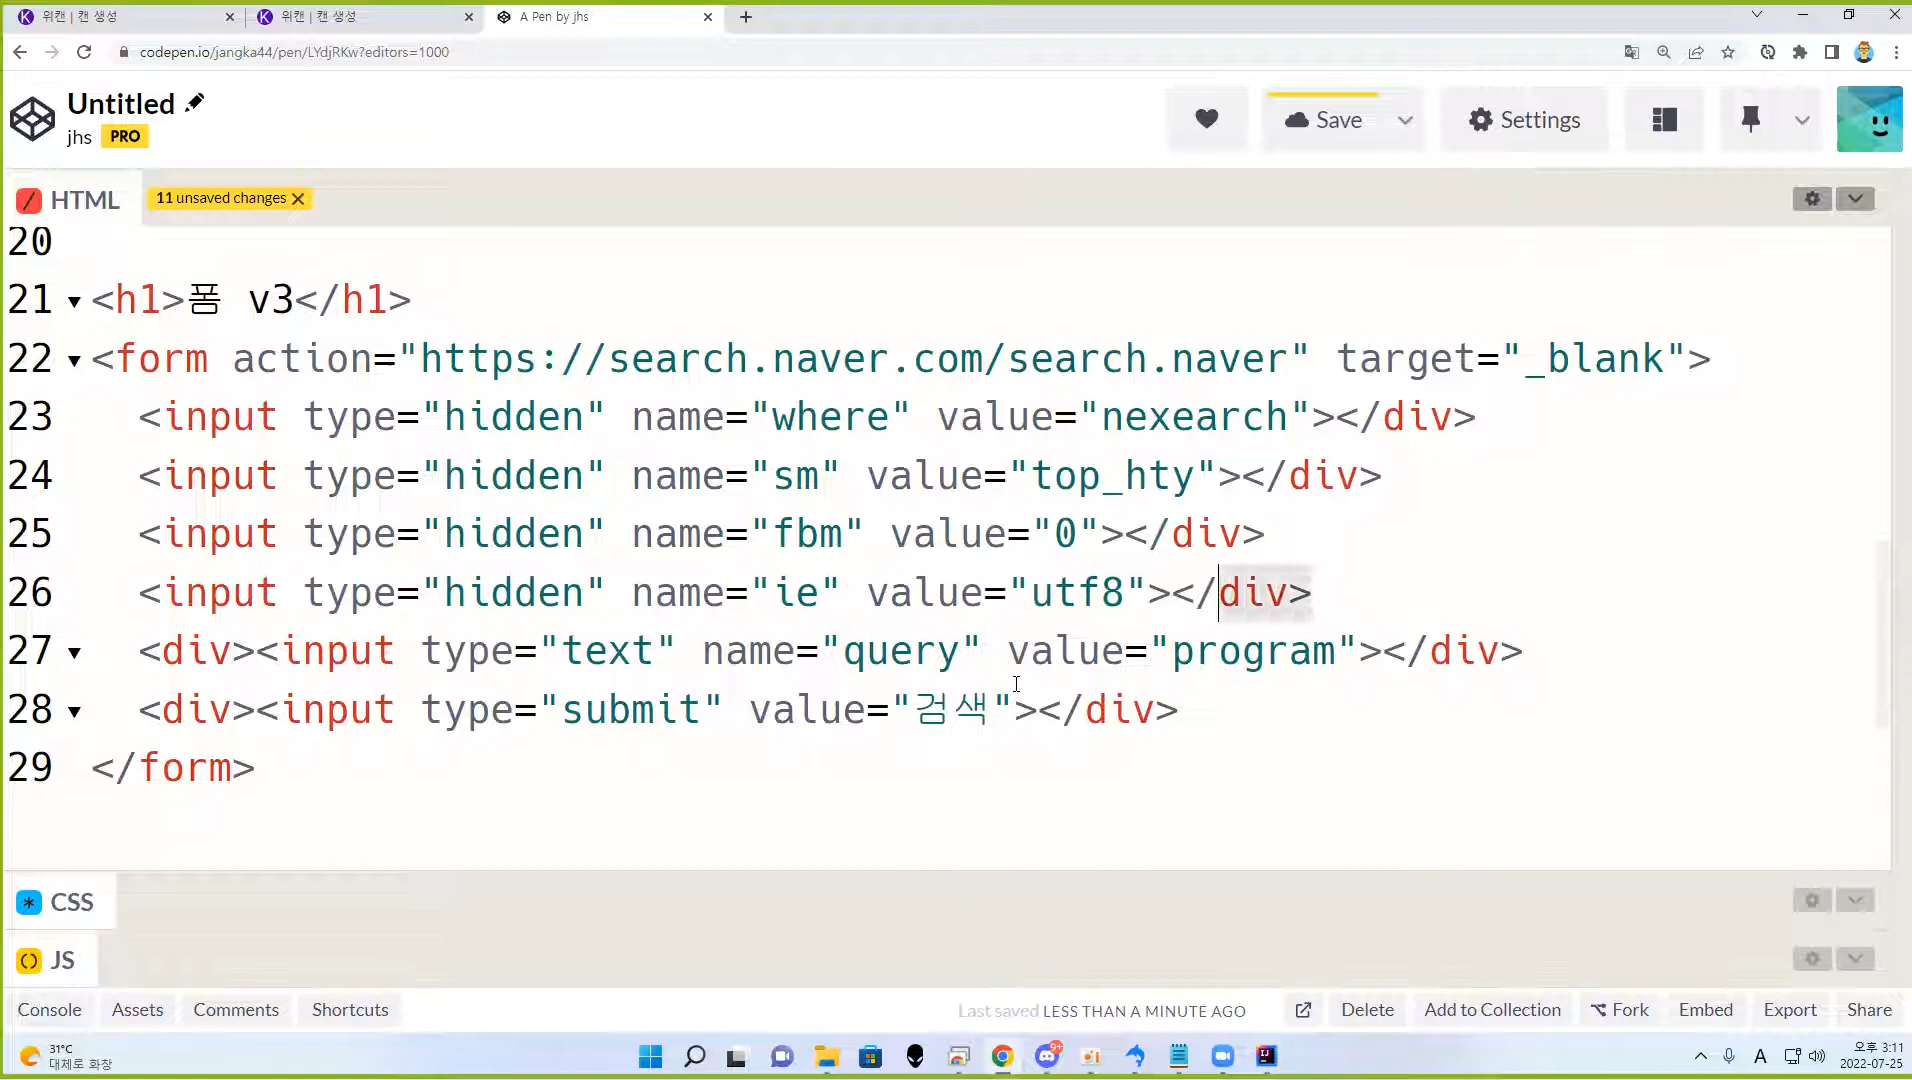 위캔 | 캔 생성
위캔 | 캔 생성
A Pen by jhs
codepen.io/jangka44/pen/LYdjRKw?editors=1000
Untitled
jhs PRO
Save
Settings
HTML
11 unsaved changes
20
21 <h1>폼 v3</h1>
22 <form action="https://search.naver.com/search.naver" target="_blank">
23 <input type="hidden" name="where" value="nexearch"></div>
24 <input type="hidden" name="sm" value="top_hty"></div>
25 <input type="hidden" name="fbm" value="0"></div>
26 <input type="hidden" name="ie" value="utf8"></div>
27 <div><input type="text" name="query" value="program"></div>
28 <div><input type="submit" value="검색"></div>
29 </form>
CSS
JS
Console Assets Comments Shortcuts
Last saved LESS THAN A MINUTE AGO
Delete Add to Collection Fork Embed Export Share
31°C
대체로 화창
9+
A
오후 3:11
2022-07-25